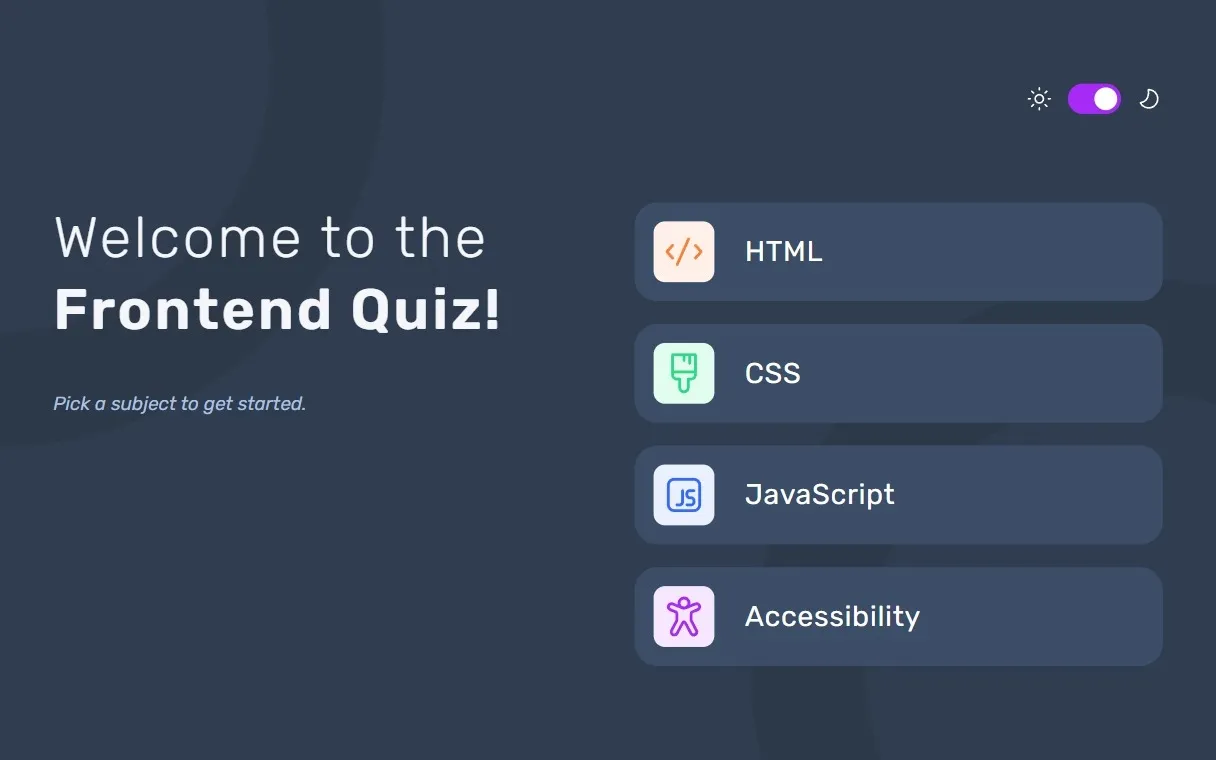 Welcome to the
Frontend Quiz!
Pick a subject to get started.
HTML
CSS
JS
JavaScript
Accessibility